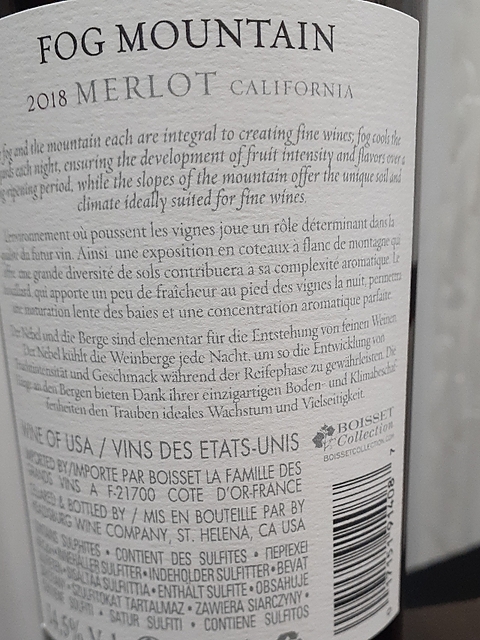 FOG MOUNTAIN
2018 MERLOT CALIFORNIA
fog and the mountain each are integral to creating fine wines; fog cools the
each night, ensuring the development of fruit intensity and flavors over a
ripening period, while the slopes of the mountain offer the unique soil and
climate ideally suited for fine wines.
où poussent les vignes joue un rôle déterminant dans la
du futur vin. Ainsi une exposition en coteaux à flanc de montagne qui
une grande diversité de sols contribuera a sa complexité aromatique. Le
qui apporte un peu de fraîcheur au pied des vignes la nuit, permettra
maturation lente des baies et une concentration aromatique parfaite.
Der Nebel und die Berge sind elementar für die Entstehung von feinen Weinen.
Der Nebel kühlt die Weinberge jede Nacht, um so die Entwicklung von
und Geschmack während der Reifephase zu gewährleisten. Die
an den Bergen bieten Dank ihrer einzigartigen Boden- und Klimabeschaf-
fenheiten den Trauben ideales Wachstum und Vielseitigkeit.
WINE OF USA / VINS DES ETATS-UNIS
BOISSET
Collection
BOISSETCOLLECTION.COM
IMPORTED BY/IMPORTE PAR BOISSET LA FAMILLE DES
GRANDS VINS A F-21700 COTE D'OR-FRANCE
& BOTTLED BY / MIS EN BOUTEILLE PAR BY
WINE COMPANY, ST. HELENA, CA USA
SULPHITES • CONTIENT DES SULFITES • ΠΕΡΙΕΧΕΙ
SULFITER • INDEHOLDER SULFITTER • BEVAT
SULFITTIA • ENTHÄLT SULFITE • OBSAHUJE
TARTALMAZ • ZAWIERA SIARCZYNY •
SULFITI • SATUR SULFITI • CONTIENE SULFITOS